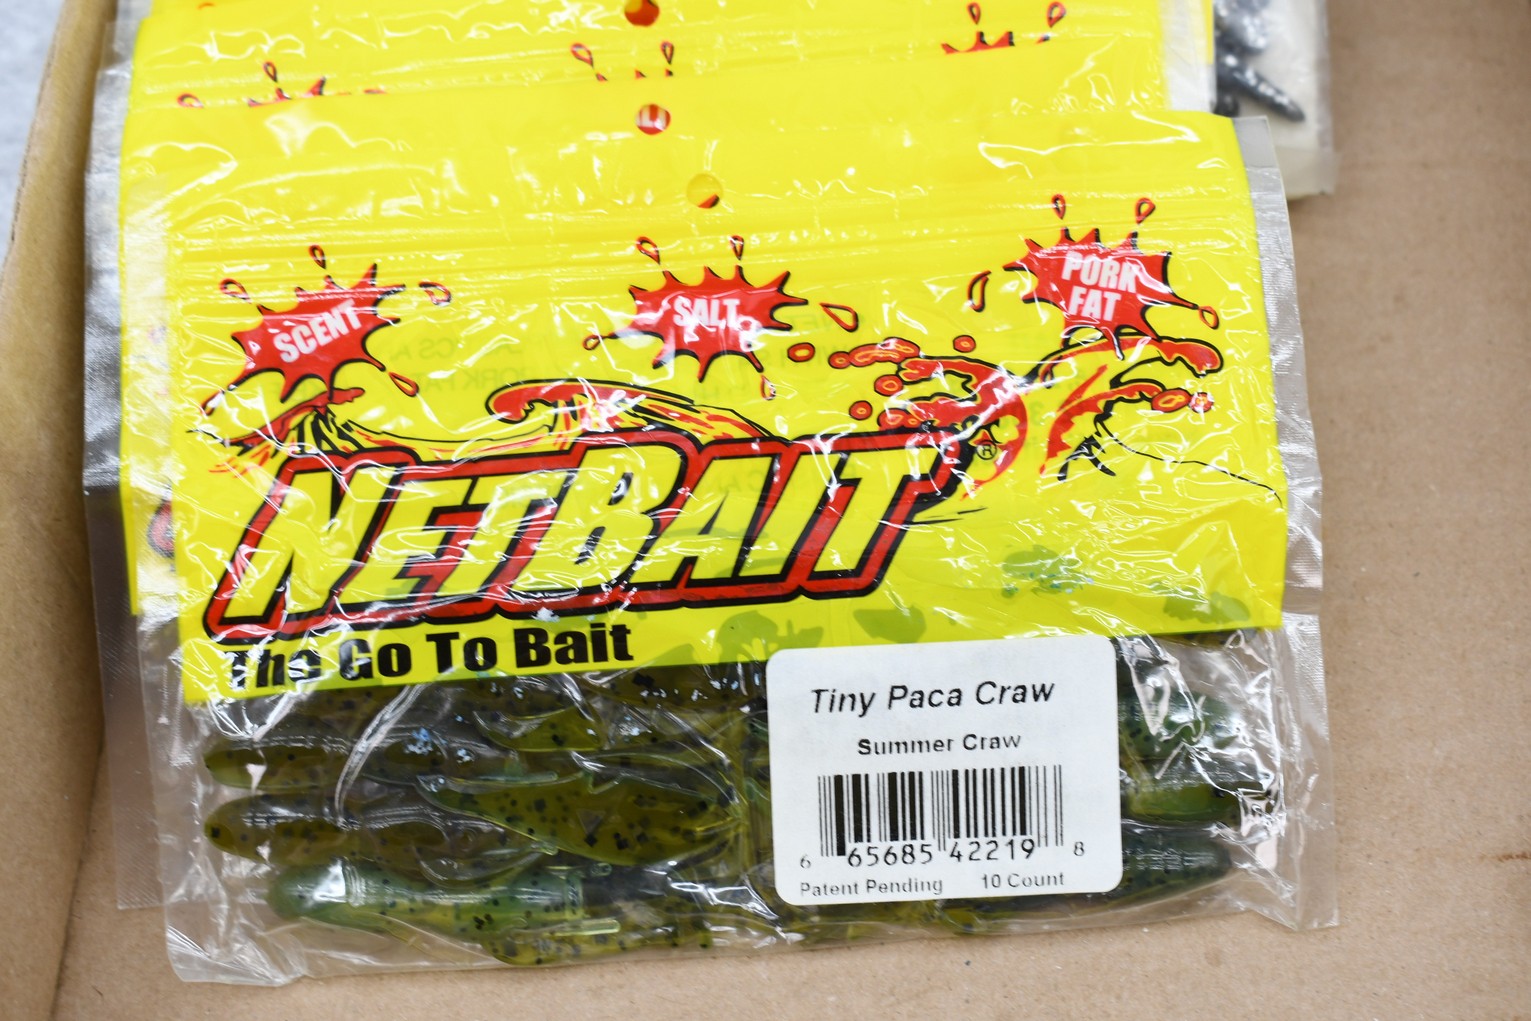 SCENT
SALT
PORK
FAT
NETBAIT®
The Go To Bait
Tiny Paca Craw
Summer Craw
6 65685 42219 8
Patent Pending 10 Count